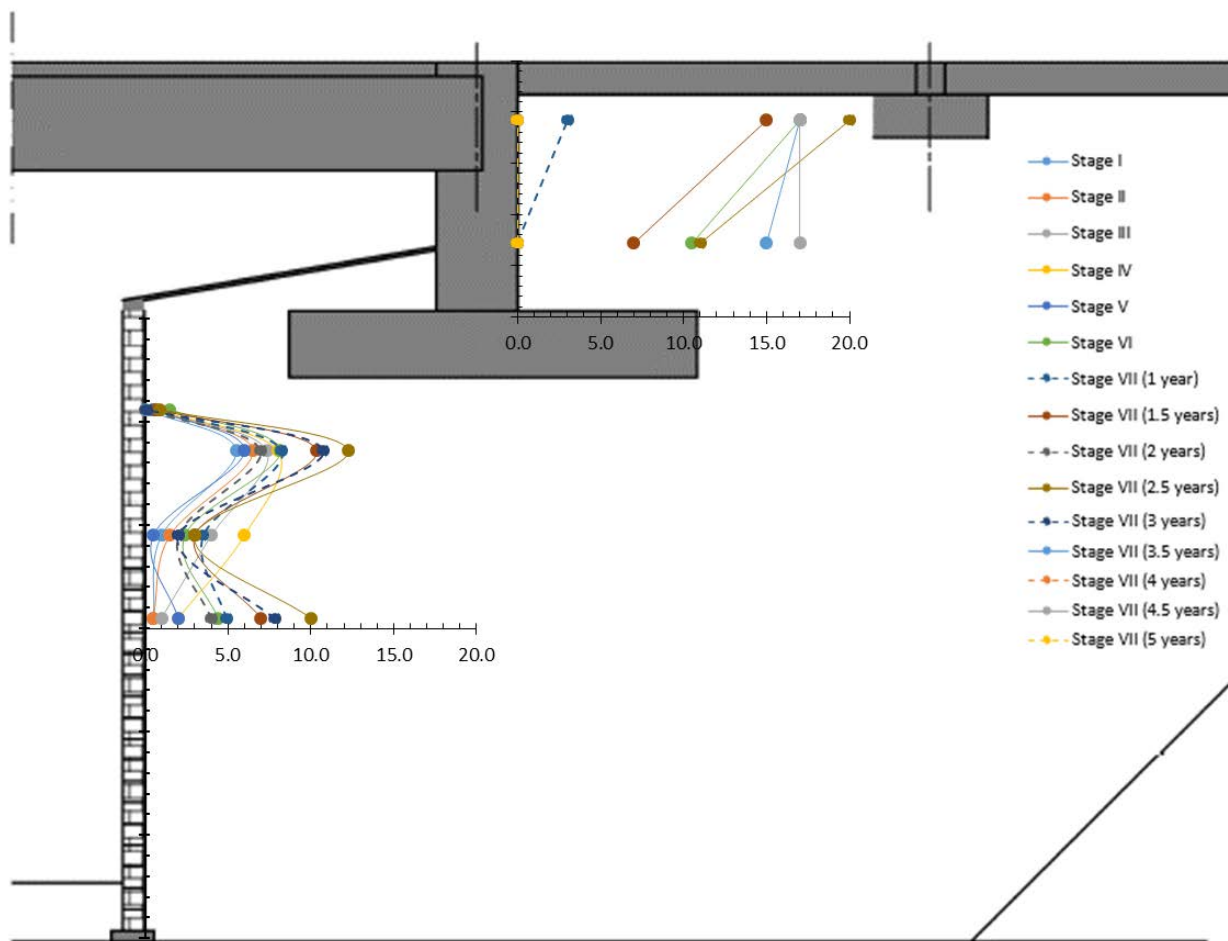 Stage I
Stage II
Stage III
Stage IV
Stage V
Stage VI
Stage VII (1 year)
Stage VII (1.5 years)
Stage VII (2 years)
Stage VII (2.5 years)
Stage VII (3 years)
Stage VII (3.5 years)
Stage VII (4 years)
Stage VII (4.5 years)
Stage VII (5 years)
0.0 5.0 10.0 15.0 20.0
0.0 5.0 10.0 15.0 20.0